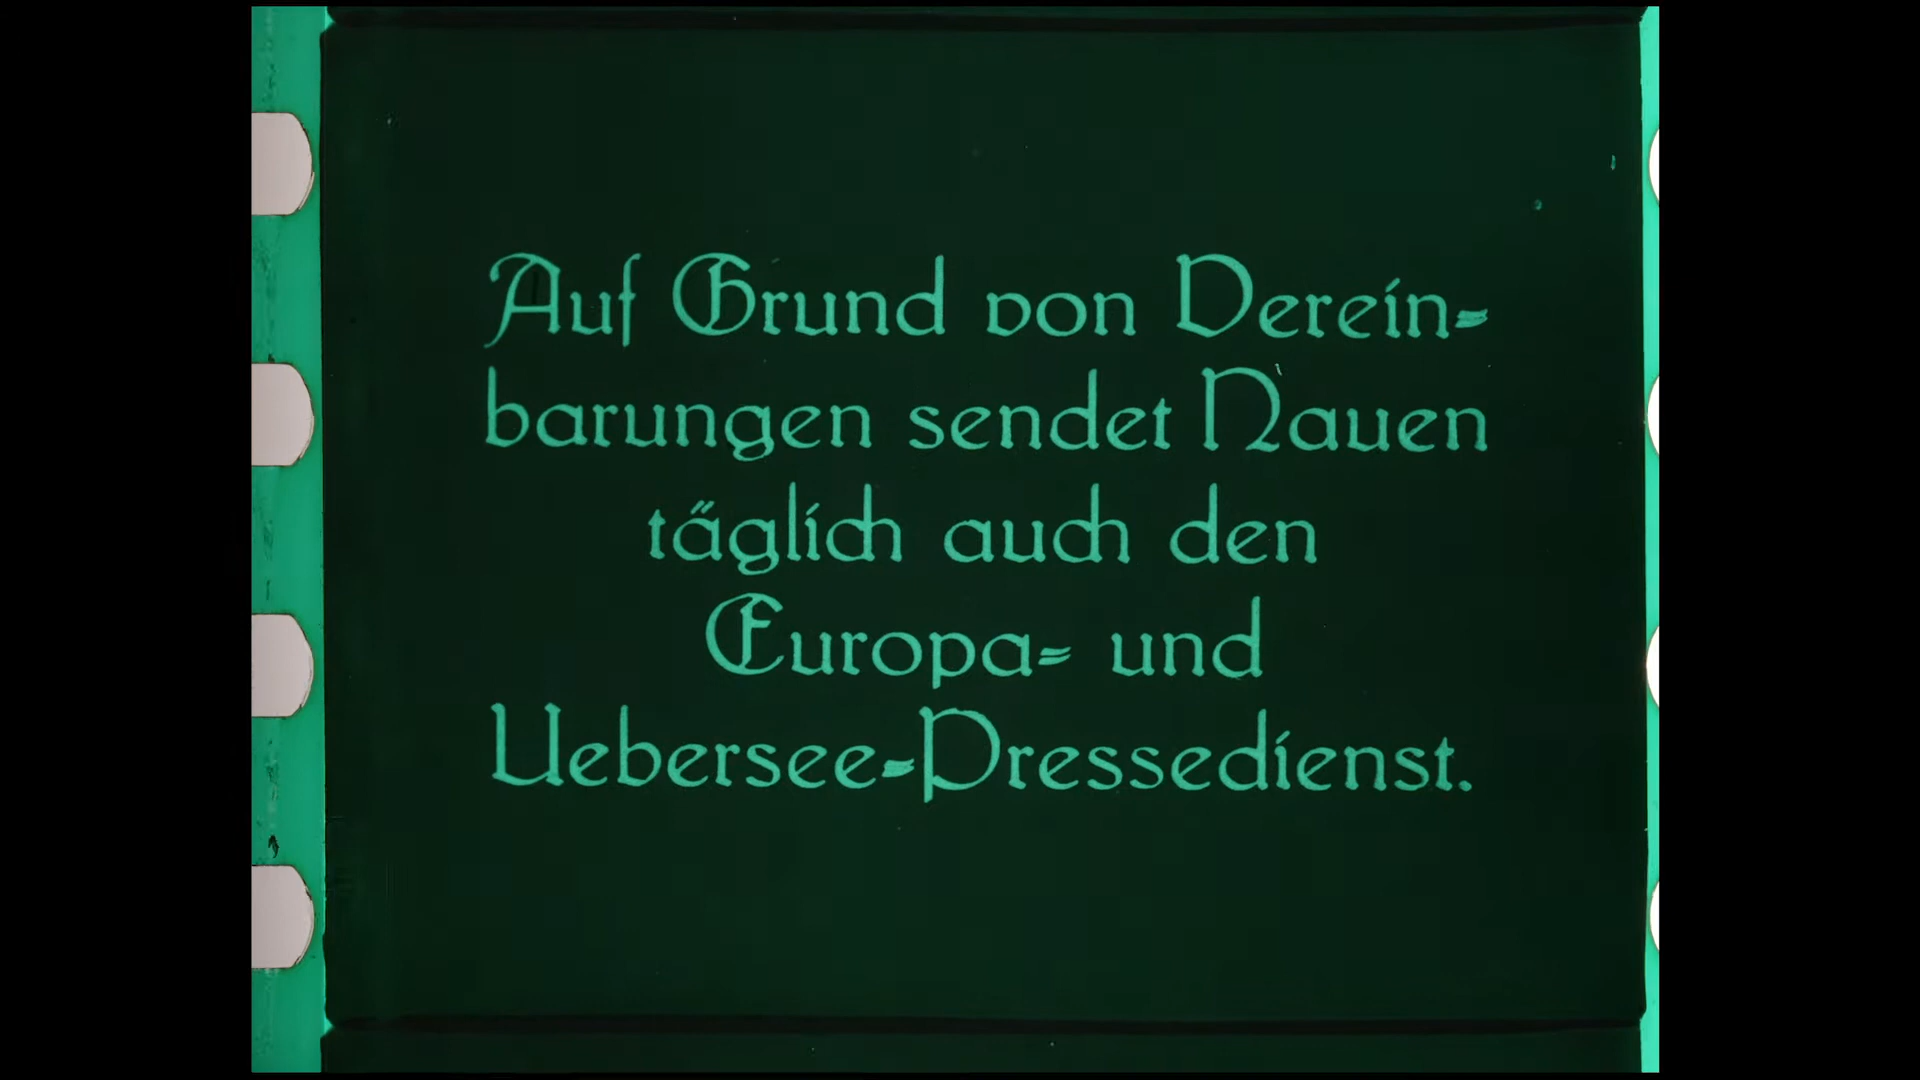 Auf Grund von Verein=
barungen sendet Nauen
täglich auch den
Europa= und
Uebersee=Pressedienst.